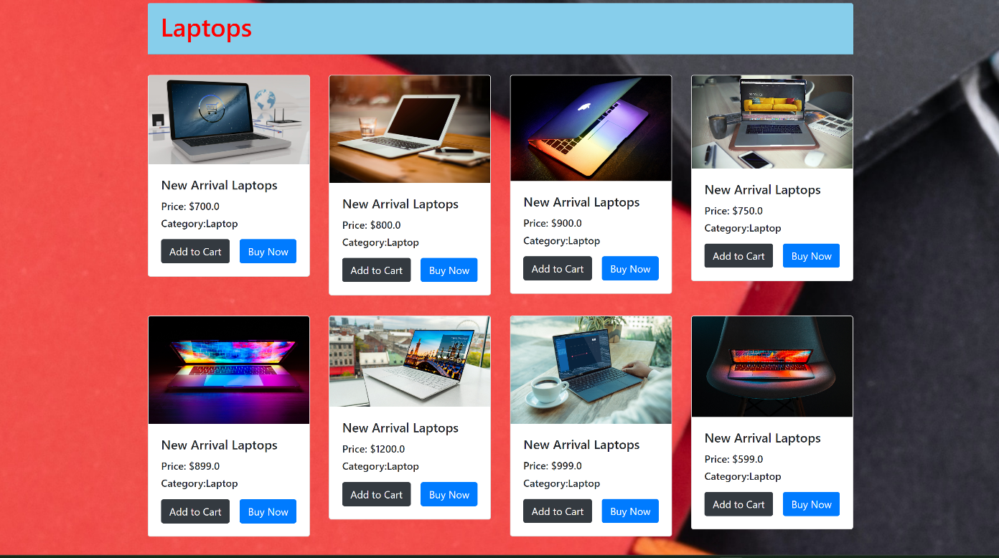 Laptops
New Arrival Laptops
Price: $700.0
Category:Laptop
Add to Cart Buy Now
New Arrival Laptops
Price: $800.0
Category:Laptop
Add to Cart Buy Now
New Arrival Laptops
Price: $900.0
Category:Laptop
Add to Cart Buy Now
New Arrival Laptops
Price: $750.0
Category:Laptop
Add to Cart Buy Now
New Arrival Laptops
Price: $899.0
Category:Laptop
Add to Cart Buy Now
New Arrival Laptops
Price: $1200.0
Category:Laptop
Add to Cart Buy Now
New Arrival Laptops
Price: $999.0
Category:Laptop
Add to Cart Buy Now
New Arrival Laptops
Price: $599.0
Category:Laptop
Add to Cart Buy Now